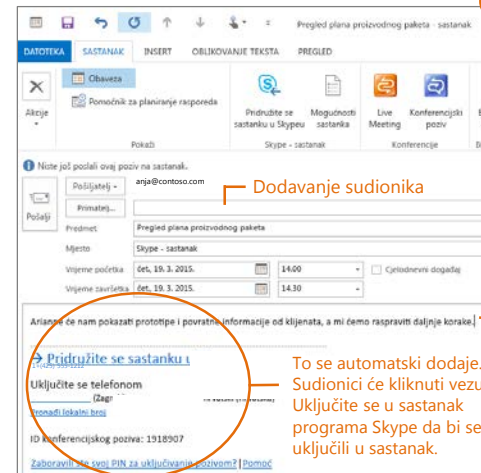 Pregled plana proizvodnog paketa - sastanak
DATOTEKA SASTANAK INSERT OBLIKOVANJE TEKSTA PREGLED
Akcije
Obaveza
Pomoćnik za planiranje rasporeda
Pridružite se sastanku u Skypeu
Mogućnosti sastanka
Live Meeting
Konferencijski poziv
Pokaži
Skype - sastanak
Konferencije
Niste još poslali ovaj poziv na sastanak.
Pošalji
Pošiljatelj
anja@contoso.com
Dodavanje sudionika
Primatelj...
Predmet
Pregled plana proizvodnog paketa
Mjesto
Skype - sastanak
Vrijeme početka
čet, 19. 3. 2015.
14.00
Cjelodnevni događaj
Vrijeme završetka
čet, 19. 3. 2015.
14.30
Arianne će nam pokazati prototipe i povratne informacije od klijenata, a mi ćemo raspraviti daljnje korake.
→ Pridružite se sastanku u
Uključite se telefonom
Pronađi lokalni broj
ID konferencijskog poziva: 1918907
Zaboravili ste svoj PIN za uključivanje pozivom? | Pomoć
To se automatski dodaje.
Sudionici će kliknuti vezu
Uključite se u sastanak
programa Skype da bi se
uključili u sastanak.